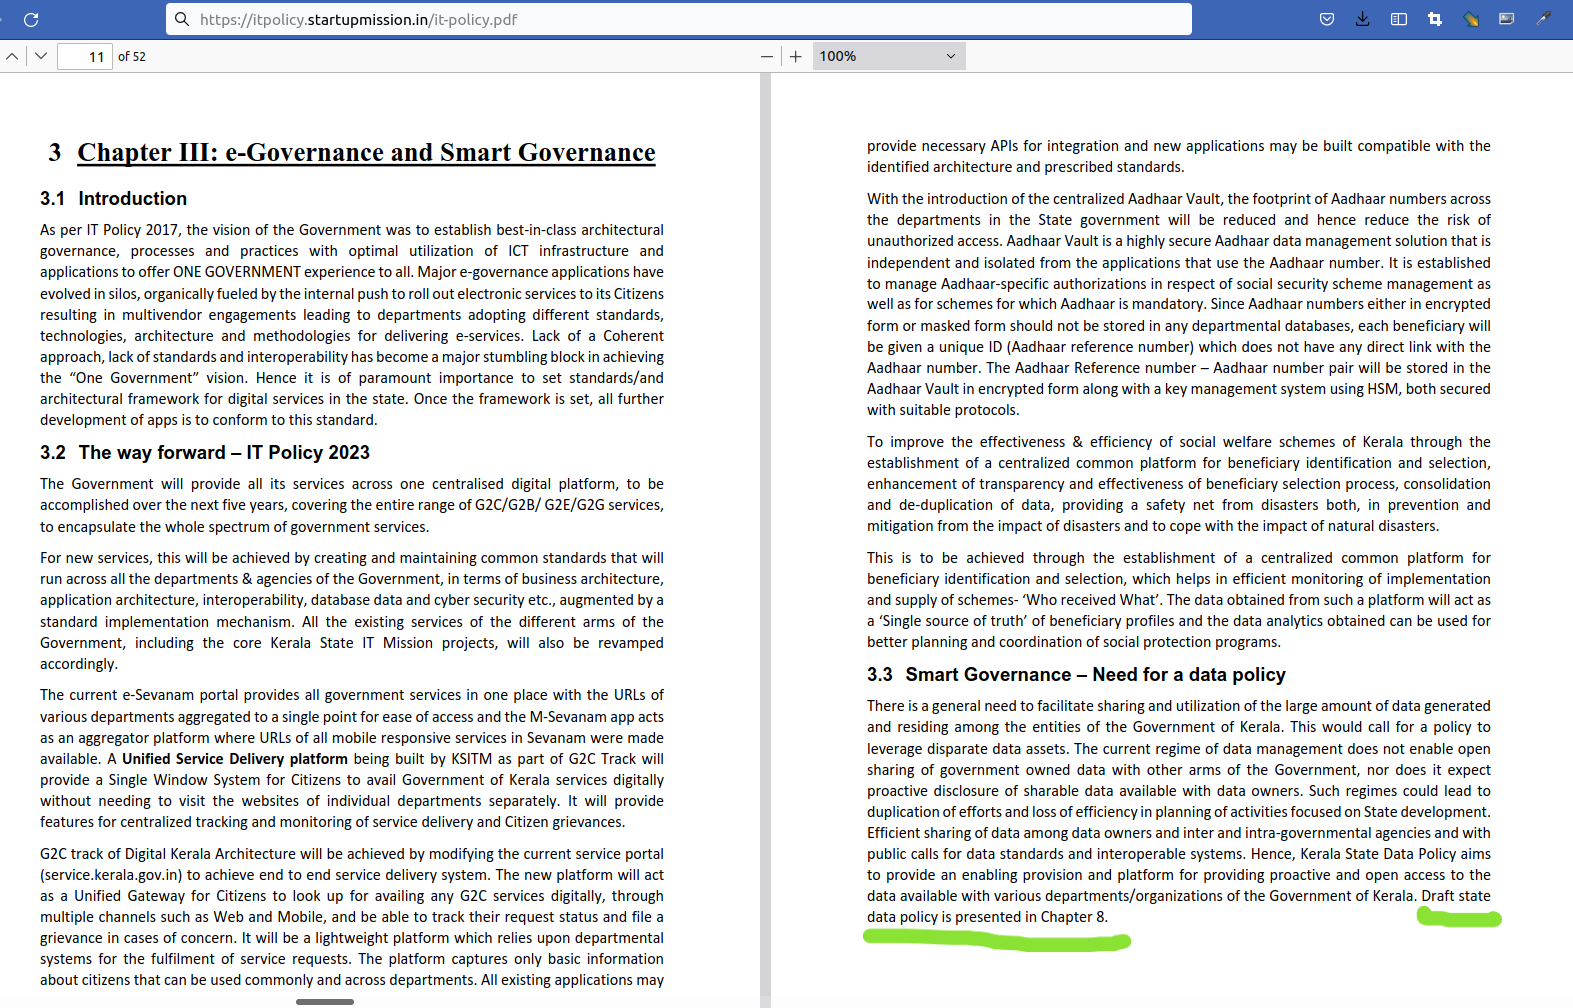 https://itpolicy.startupmission.in/it-policy.pdf
11 of 52
100%
3 Chapter III: e-Governance and Smart Governance
3.1 Introduction
As per IT Policy 2017, the vision of the Government was to establish best-in-class architectural
governance, processes and practices with optimal utilization of ICT infrastructure and
applications to offer ONE GOVERNMENT experience to all. Major e-governance applications have
evolved in silos, organically fueled by the internal push to roll out electronic services to its Citizens
resulting in multivendor engagements leading to departments adopting different standards,
technologies, architecture and methodologies for delivering e-services. Lack of a Coherent
approach, lack of standards and interoperability has become a major stumbling block in achieving
the “One Government” vision. Hence it is of paramount importance to set standards/and
architectural framework for digital services in the state. Once the framework is set, all further
development of apps is to conform to this standard.
3.2 The way forward – IT Policy 2023
The Government will provide all its services across one centralised digital platform, to be
accomplished over the next five years, covering the entire range of G2C/G2B/ G2E/G2G services,
to encapsulate the whole spectrum of government services.
For new services, this will be achieved by creating and maintaining common standards that will
run across all the departments & agencies of the Government, in terms of business architecture,
application architecture, interoperability, database data and cyber security etc., augmented by a
standard implementation mechanism. All the existing services of the different arms of the
Government, including the core Kerala State IT Mission projects, will also be revamped
accordingly.
The current e-Sevanam portal provides all government services in one place with the URLs of
various departments aggregated to a single point for ease of access and the M-Sevanam app acts
as an aggregator platform where URLs of all mobile responsive services in Sevanam were made
available. A Unified Service Delivery platform being built by KSITM as part of G2C Track will
provide a Single Window System for Citizens to avail Government of Kerala services digitally
without needing to visit the websites of individual departments separately. It will provide
features for centralized tracking and monitoring of service delivery and Citizen grievances.
G2C track of Digital Kerala Architecture will be achieved by modifying the current service portal
(service.kerala.gov.in) to achieve end to end service delivery system. The new platform will act
as a Unified Gateway for Citizens to look up for availing any G2C services digitally, through
multiple channels such as Web and Mobile, and be able to track their request status and file a
grievance in cases of concern. It will be a lightweight platform which relies upon departmental
systems for the fulfilment of service requests. The platform captures only basic information
about citizens that can be used commonly and across departments. All existing applications may
provide necessary APIs for integration and new applications may be built compatible with the
identified architecture and prescribed standards.
With the introduction of the centralized Aadhaar Vault, the footprint of Aadhaar numbers across
the departments in the State government will be reduced and hence reduce the risk of
unauthorized access. Aadhaar Vault is a highly secure Aadhaar data management solution that is
independent and isolated from the applications that use the Aadhaar number. It is established
to manage Aadhaar-specific authorizations in respect of social security scheme management as
well as for schemes for which Aadhaar is mandatory. Since Aadhaar numbers either in encrypted
form or masked form should not be stored in any departmental databases, each beneficiary will
be given a unique ID (Aadhaar reference number) which does not have any direct link with the
Aadhaar number. The Aadhaar Reference number – Aadhaar number pair will be stored in the
Aadhaar Vault in encrypted form along with a key management system using HSM, both secured
with suitable protocols.
To improve the effectiveness & efficiency of social welfare schemes of Kerala through the
establishment of a centralized common platform for beneficiary identification and selection,
enhancement of transparency and effectiveness of beneficiary selection process, consolidation
and de-duplication of data, providing a safety net from disasters both, in prevention and
mitigation from the impact of disasters and to cope with the impact of natural disasters.
This is to be achieved through the establishment of a centralized common platform for
beneficiary identification and selection, which helps in efficient monitoring of implementation
and supply of schemes- ‘Who received What’. The data obtained from such a platform will act as
a ‘Single source of truth’ of beneficiary profiles and the data analytics obtained can be used for
better planning and coordination of social protection programs.
3.3 Smart Governance – Need for a data policy
There is a general need to facilitate sharing and utilization of the large amount of data generated
and residing among the entities of the Government of Kerala. This would call for a policy to
leverage disparate data assets. The current regime of data management does not enable open
sharing of government owned data with other arms of the Government, nor does it expect
proactive disclosure of sharable data available with data owners. Such regimes could lead to
duplication of efforts and loss of efficiency in planning of activities focused on State development.
Efficient sharing of data among data owners and inter and intra-governmental agencies and with
public calls for data standards and interoperable systems. Hence, Kerala State Data Policy aims
to provide an enabling provision and platform for providing proactive and open access to the
data available with various departments/organizations of the Government of Kerala. Draft state
data policy is presented in Chapter 8.